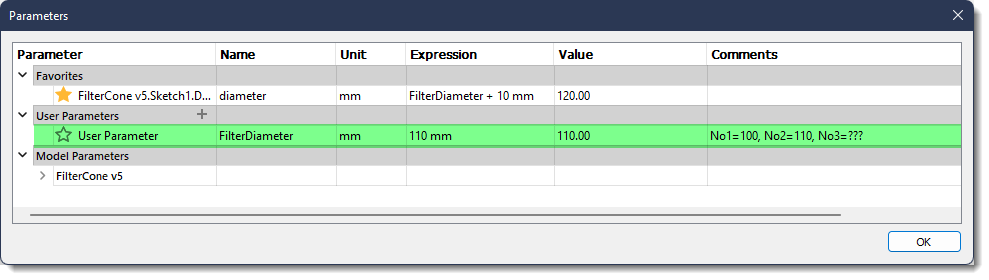 Parameters
Parameter Name Unit Expression Value Comments
Favorites
FilterCone v5.Sketch1.D... diameter mm FilterDiameter + 10 mm 120.00
User Parameters +
User Parameter FilterDiameter mm 110 mm 110.00 No1=100, No2=110, No3=???
Model Parameters
FilterCone v5
OK